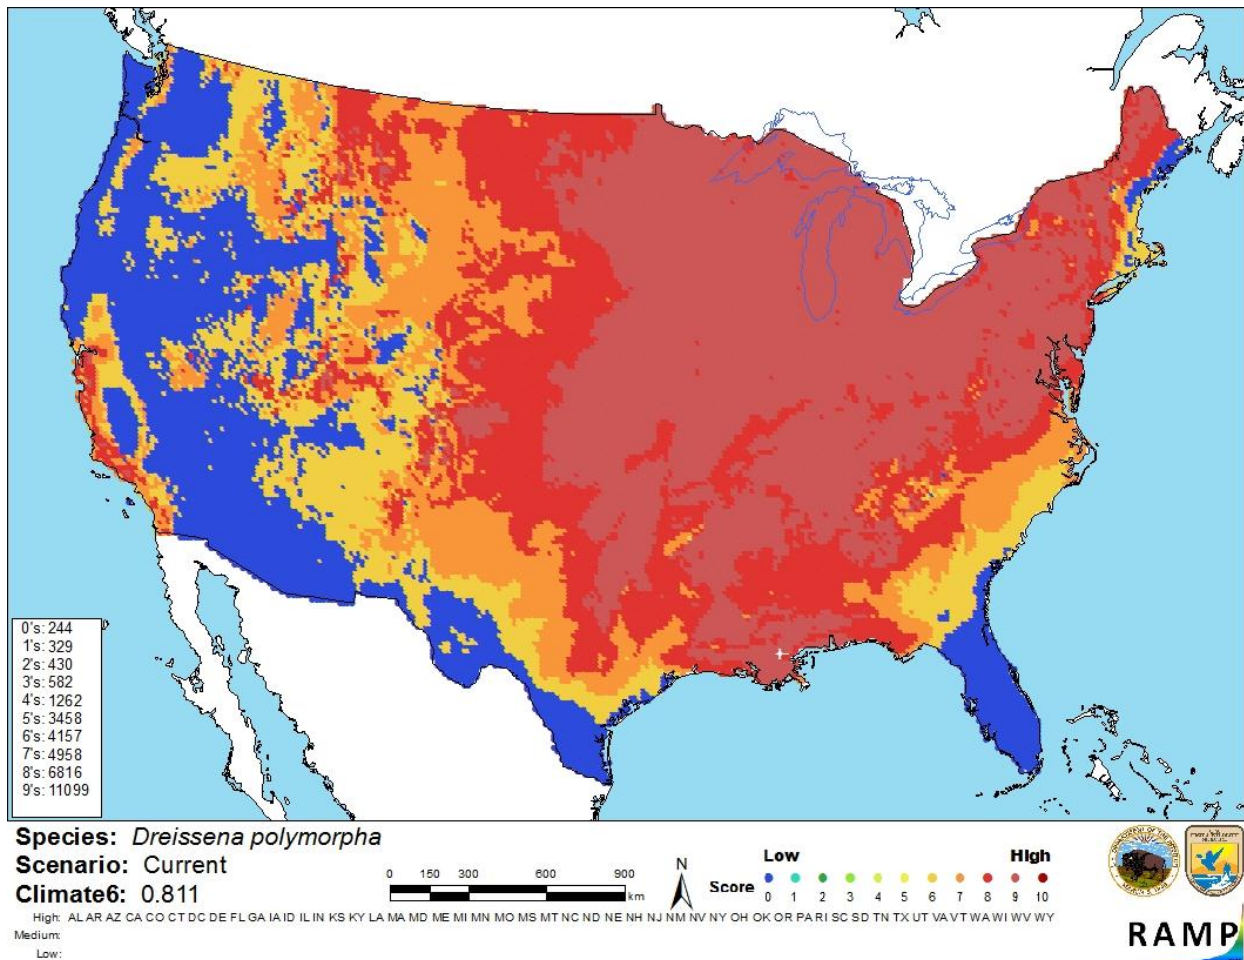 0's: 244
1's: 329
2's: 430
3's: 582
4's: 1262
5's: 3458
6's: 4157
7's: 4958
8's: 6816
9's: 11099
Species: Dreissena polymorpha
Scenario: Current
Climate6: 0.811
0 150 300 600 900
km
N
Low High
Score
0 1 2 3 4 5 6 7 8 9 10
High: AL AR AZ CA CO CT DC DE FL GA IA ID IL IN KS KY LA MA MD ME MI MN MO MS MT NC ND NE NH NJ NM NV NY OH OK OR PA RI SC SD TN TX UT VA VT WA WI WV WY
Medium:
Low:
RAMP